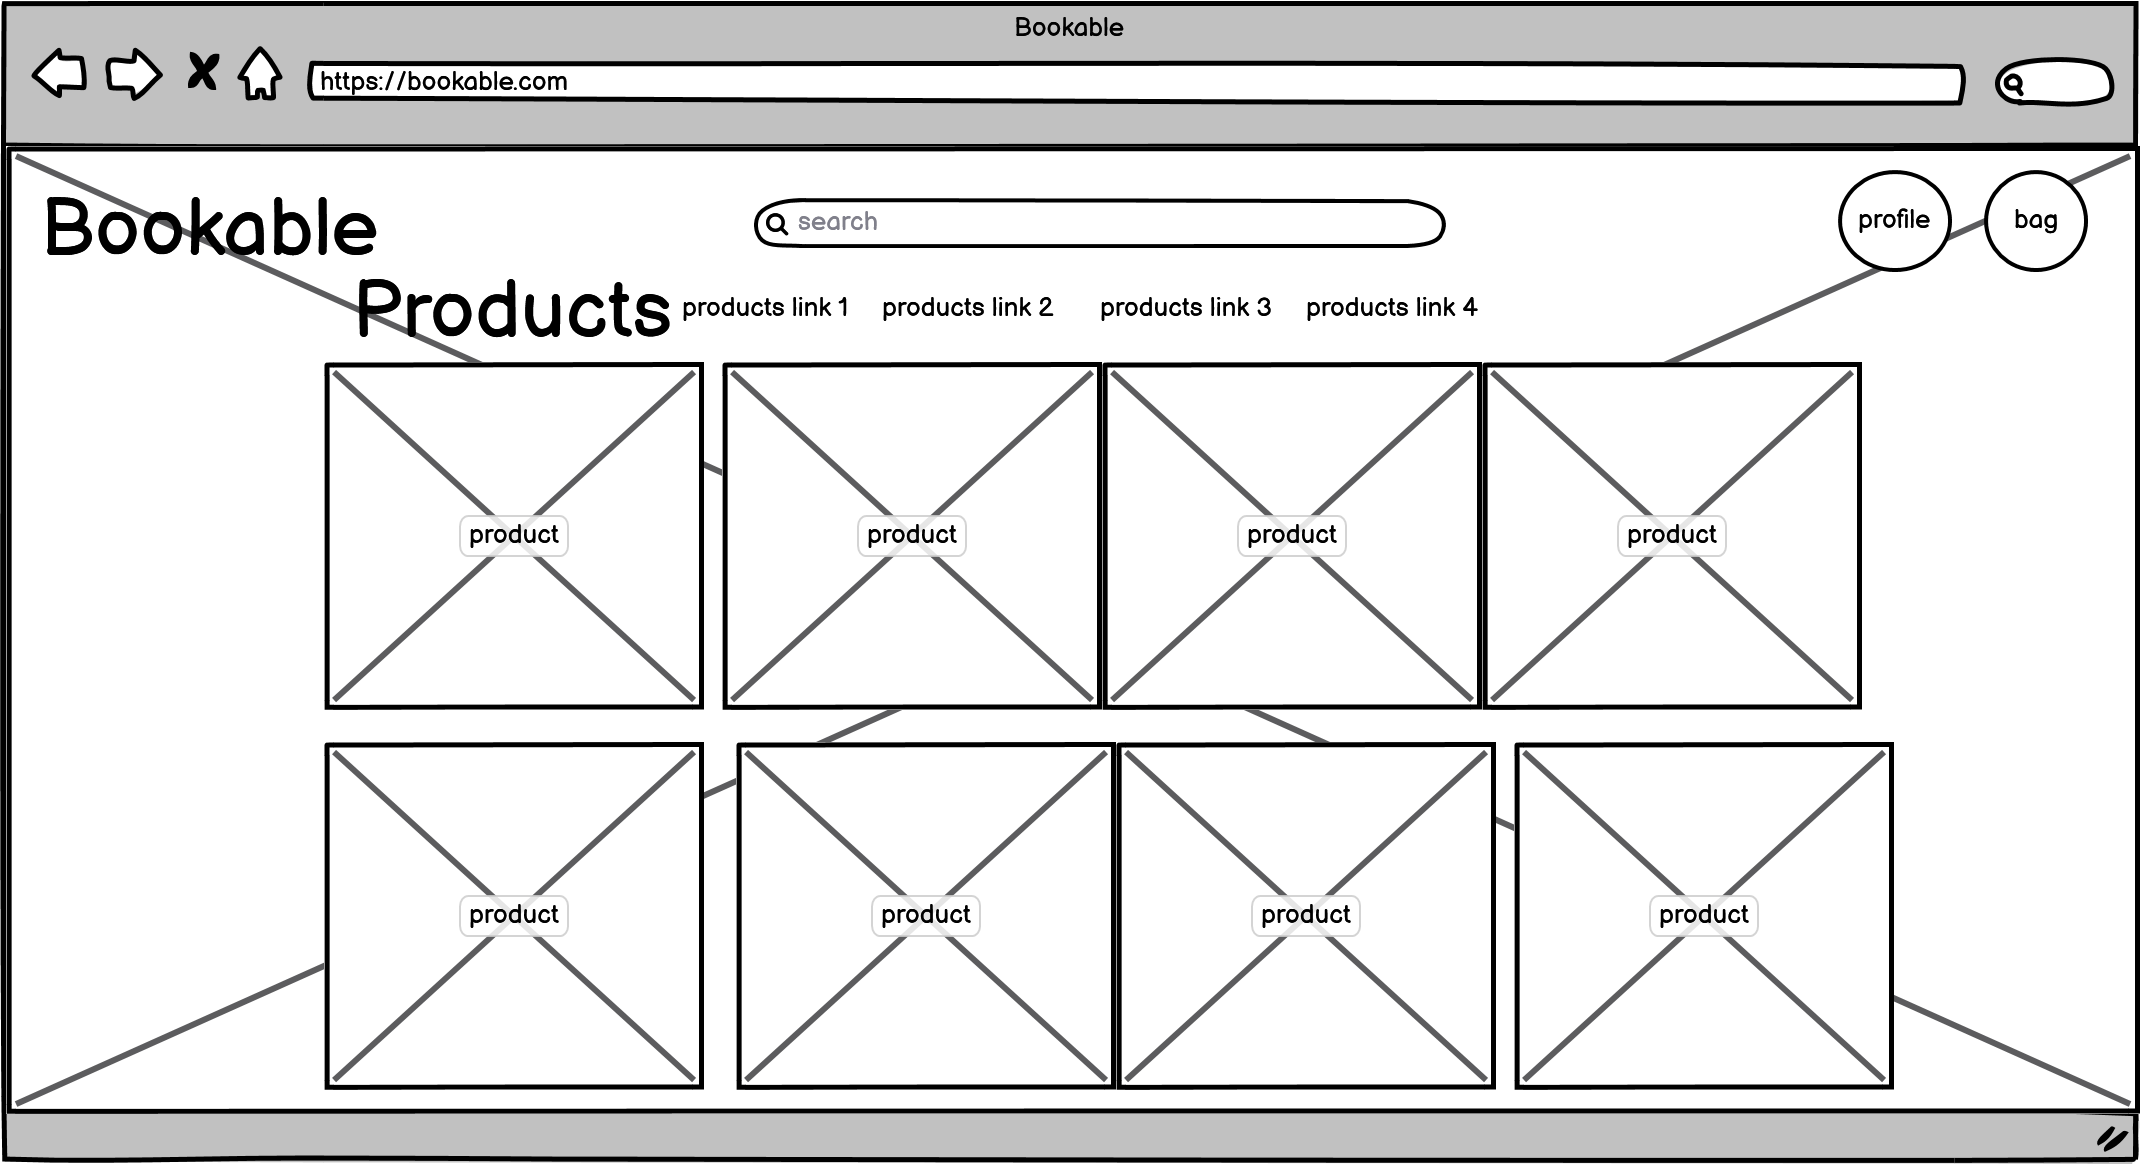 Bookable
https://bookable.com
Bookable
search
profile
bag
Products
products link 1
products link 2
products link 3
products link 4
product
product
product
product
product
product
product
product